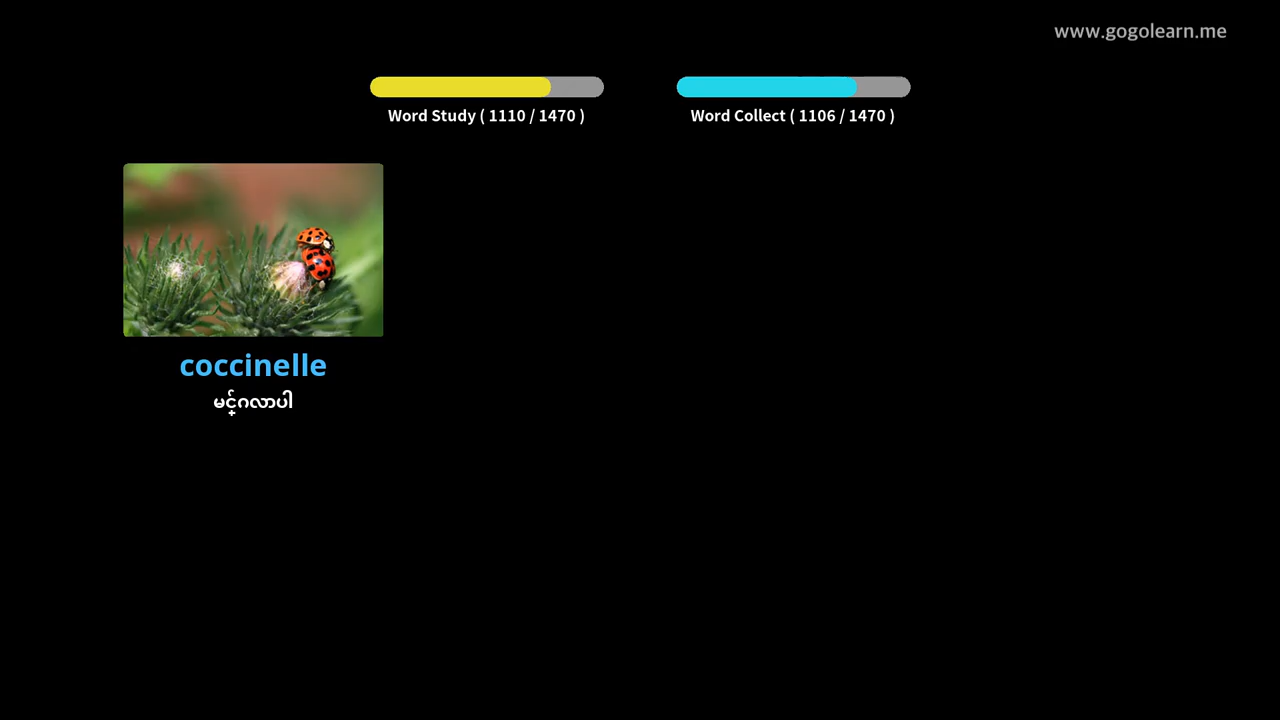 www.gogolearn.me
Word Study ( 1110 / 1470 )
Word Collect ( 1106 / 1470 )
coccinelle
မင်္ဂလာပါ